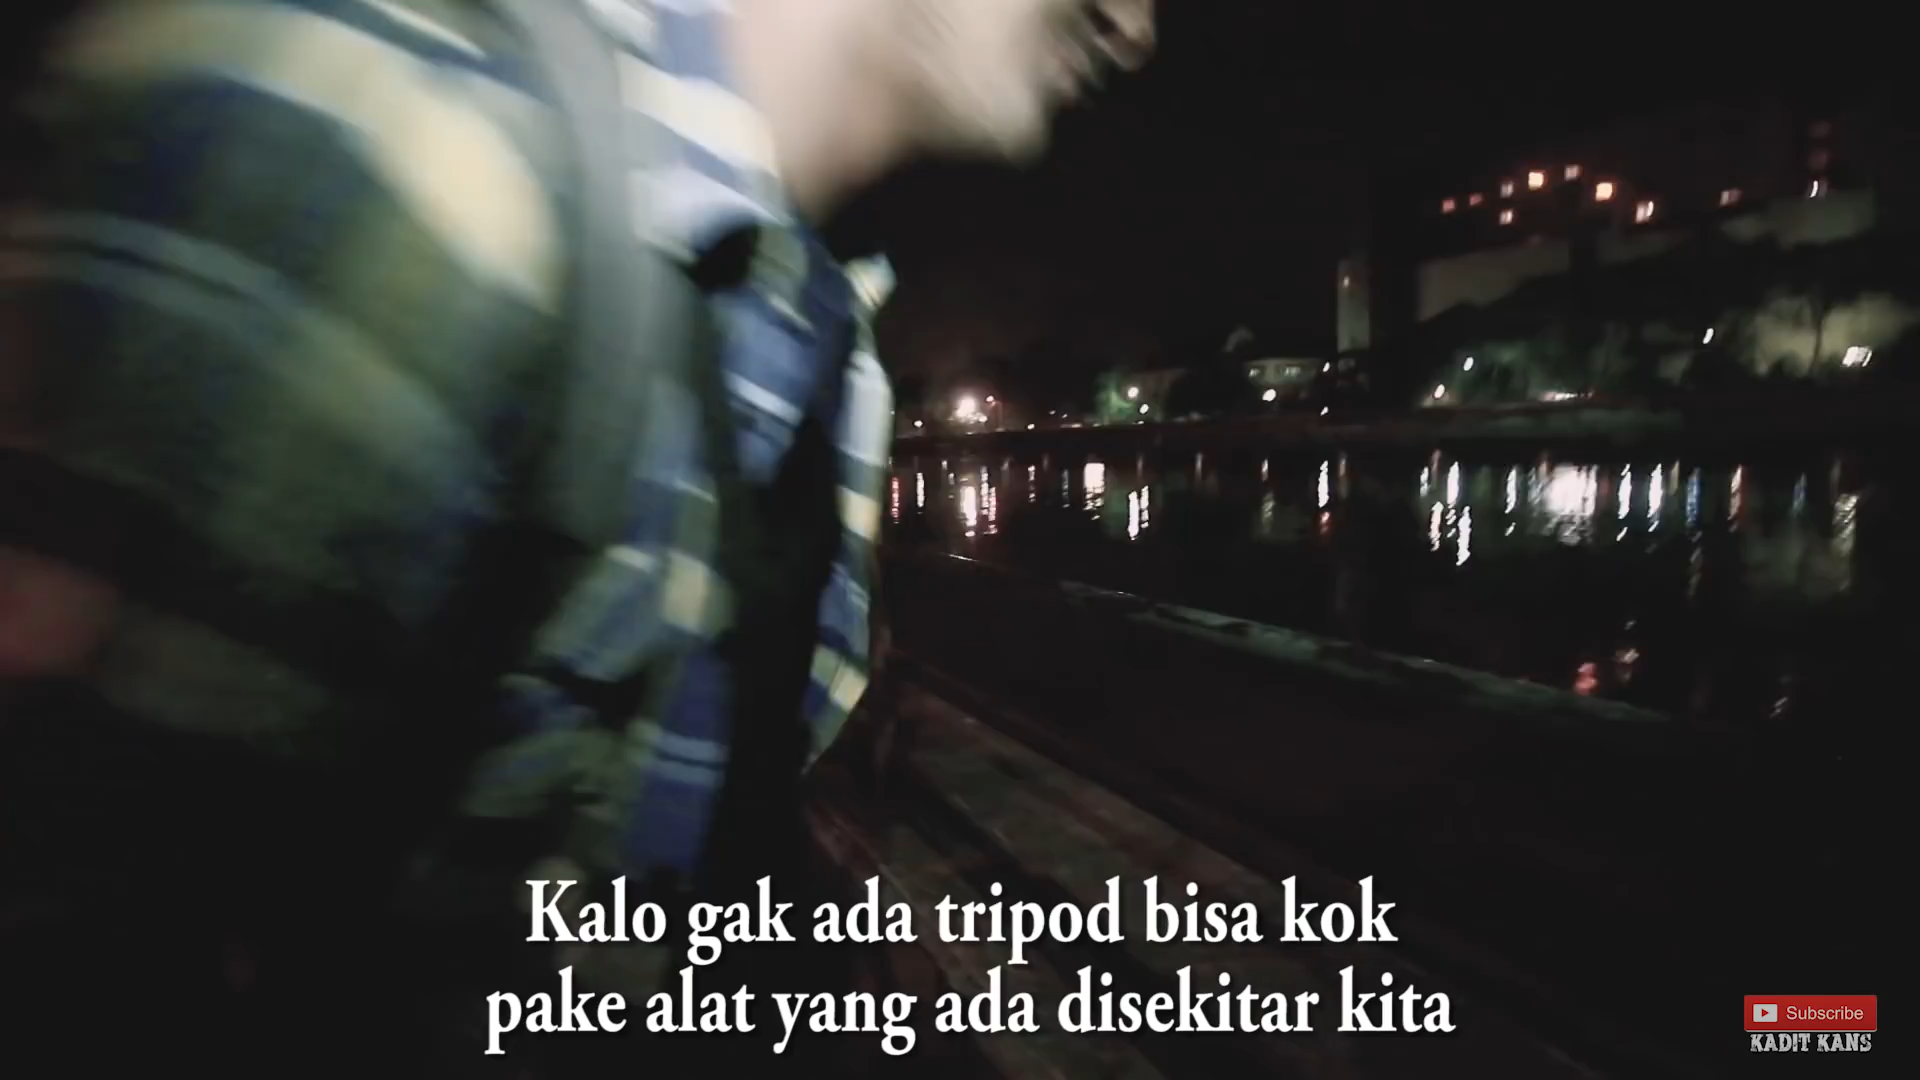 Kalo gak ada tripod bisa kok
pake alat yang ada disekitar kita
Subscribe
KADIT KANS